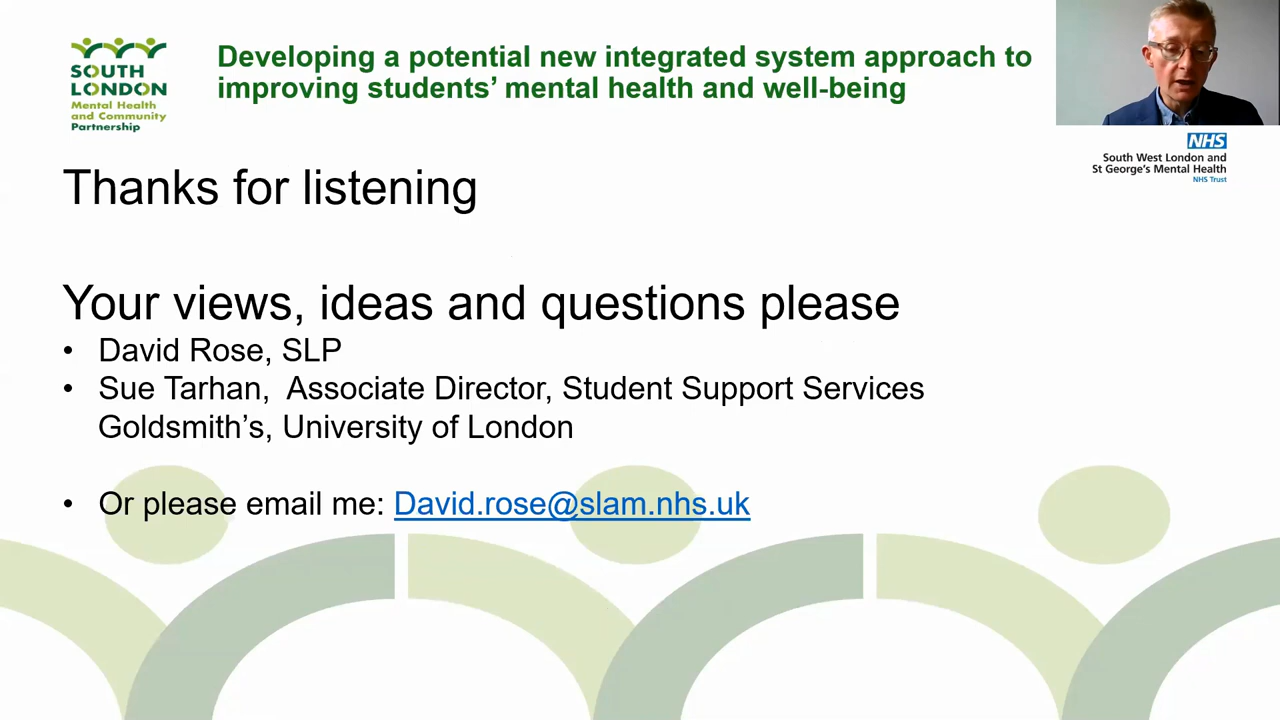 SOUTH
LONDON
Mental Health
and Community
Partnership
Developing a potential new integrated system approach to
improving students’ mental health and well-being
NHS
South West London and
St George's Mental Health
NHS Trust
Thanks for listening
Your views, ideas and questions please
• David Rose, SLP
• Sue Tarhan,  Associate Director, Student Support Services
Goldsmith’s, University of London
• Or please email me: David.rose@slam.nhs.uk